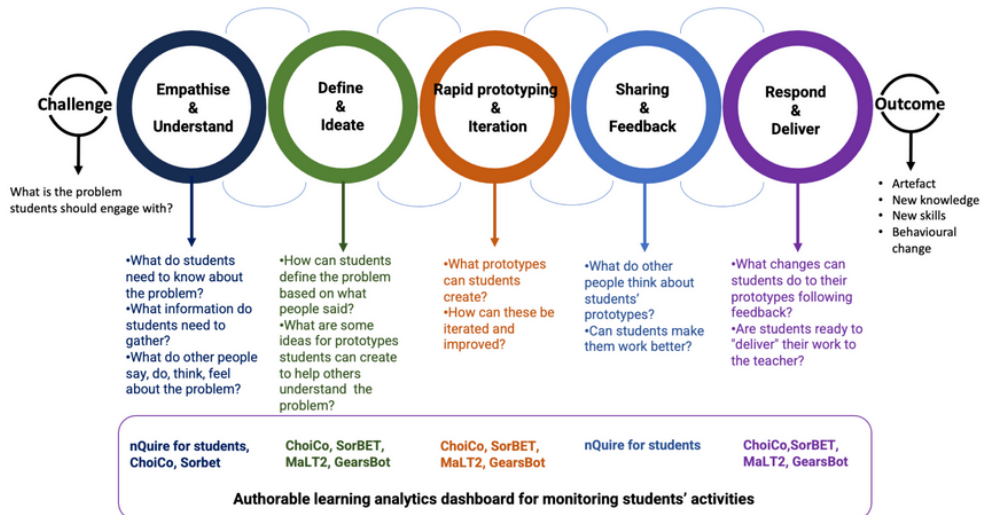 Challenge
Empathise
&
Understand
Define
&
Ideate
Rapid prototyping
&
Iteration
Sharing
&
Feedback
Respond
&
Deliver
Outcome
What is the problem
students should engage with?
•What do students
need to know about
the problem?
•What information do
students need to
gather?
•What do other people
say, do, think, feel
about the problem?
•How can students
define the problem
based on what
people said?
•What are some
ideas for prototypes
students can create
to help others
understand the
problem?
•What prototypes
can students
create?
•How can these be
iterated and
improved?
•What do other
people think about
students'
prototypes?
•Can students make
them work better?
•What changes can
students do to their
prototypes following
feedback?
•Are students ready to
"deliver" their work to
the teacher?
• Artefact
• New knowledge
• New skills
• Behavioural
change
nQuire for students,
ChoiCo, Sorbet
ChoiCo, SorBET,
MaLT2, GearsBot
ChoiCo, SorBET,
MaLT2, GearsBot
nQuire for students
ChoiCo,SorBET,
MaLT2, GearsBot
Authorable learning analytics dashboard for monitoring students' activities